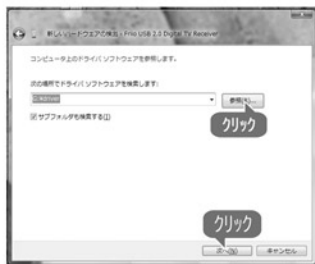 新しいハードウェアの検出 - Frio USB 2.0 Digital TV Receiver
コンピュータ上のドライバ ソフトウェアを参照します。
次の場所でドライバ ソフトウェアを検索します:
参照(R)...
クリック
サブフォルダも検索する(I)
クリック
次へ(N)
キャンセル